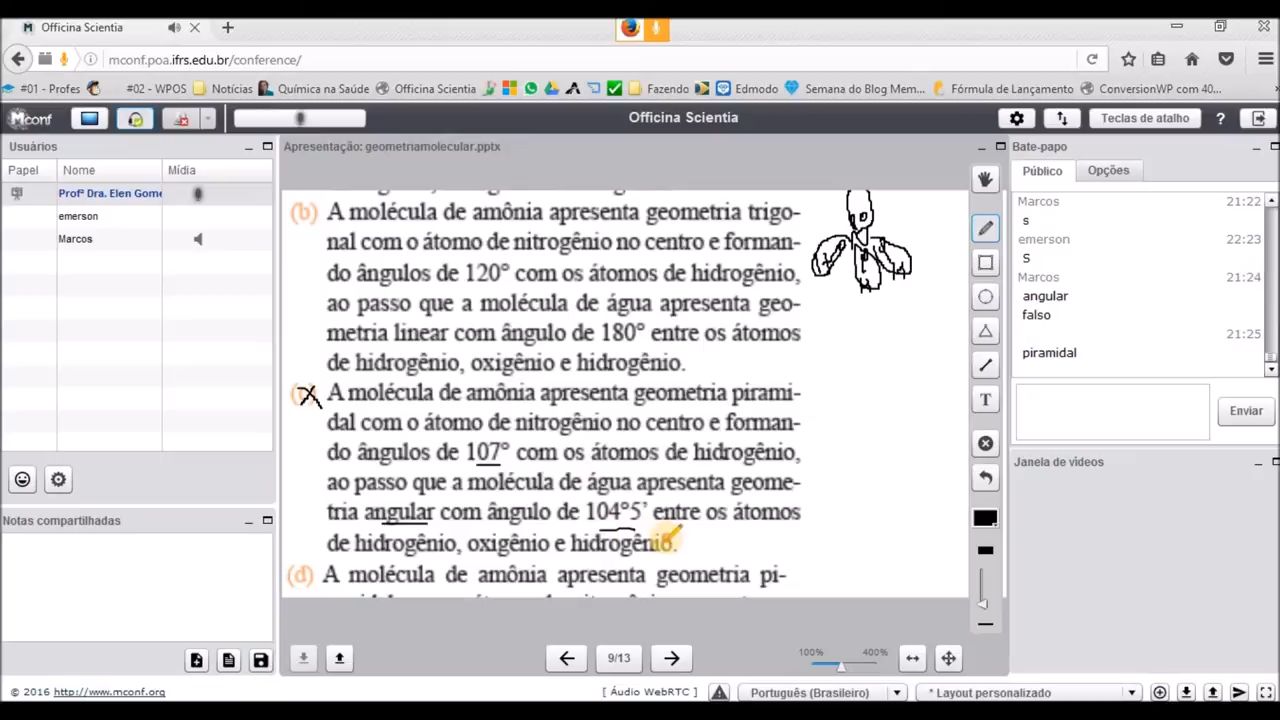 Officina Scientia
mconf.poa.ifrs.edu.br/conference/
#01 - Profes
#02 - WPOS
Notícias
Química na Saúde
Officina Scientia
Fazendo
Edmodo
Semana do Blog Mem...
Fórmula de Lançamento
ConversionWP com 40...
Mconf
Officina Scientia
Teclas de atalho
?
Usuários
Papel Nome Mídia
Profª Dra. Elen Gome
emerson
Marcos
Notas compartilhadas
Apresentação: geometriamolecular.pptx
(b) A molécula de amônia apresenta geometria trigo-
nal com o átomo de nitrogênio no centro e forman-
do ângulos de 120° com os átomos de hidrogênio,
ao passo que a molécula de água apresenta geo-
metria linear com ângulo de 180° entre os átomos
de hidrogênio, oxigênio e hidrogênio.
A molécula de amônia apresenta geometria pirami-
dal com o átomo de nitrogênio no centro e forman-
do ângulos de 107° com os átomos de hidrogênio,
ao passo que a molécula de água apresenta geome-
tria angular com ângulo de 104°5' entre os átomos
de hidrogênio, oxigênio e hidrogênio.
(d) A molécula de amônia apresenta geometria pi-
T
9/13
100% 400%
Bate-papo
Público Opções
Marcos 21:22
s
emerson 22:23
S
Marcos 21:24
angular
falso
21:25
piramidal
Enviar
Janela de vídeos
© 2016 http://www.mconf.org
[ Áudio WebRTC ]
Português (Brasileiro)
* Layout personalizado